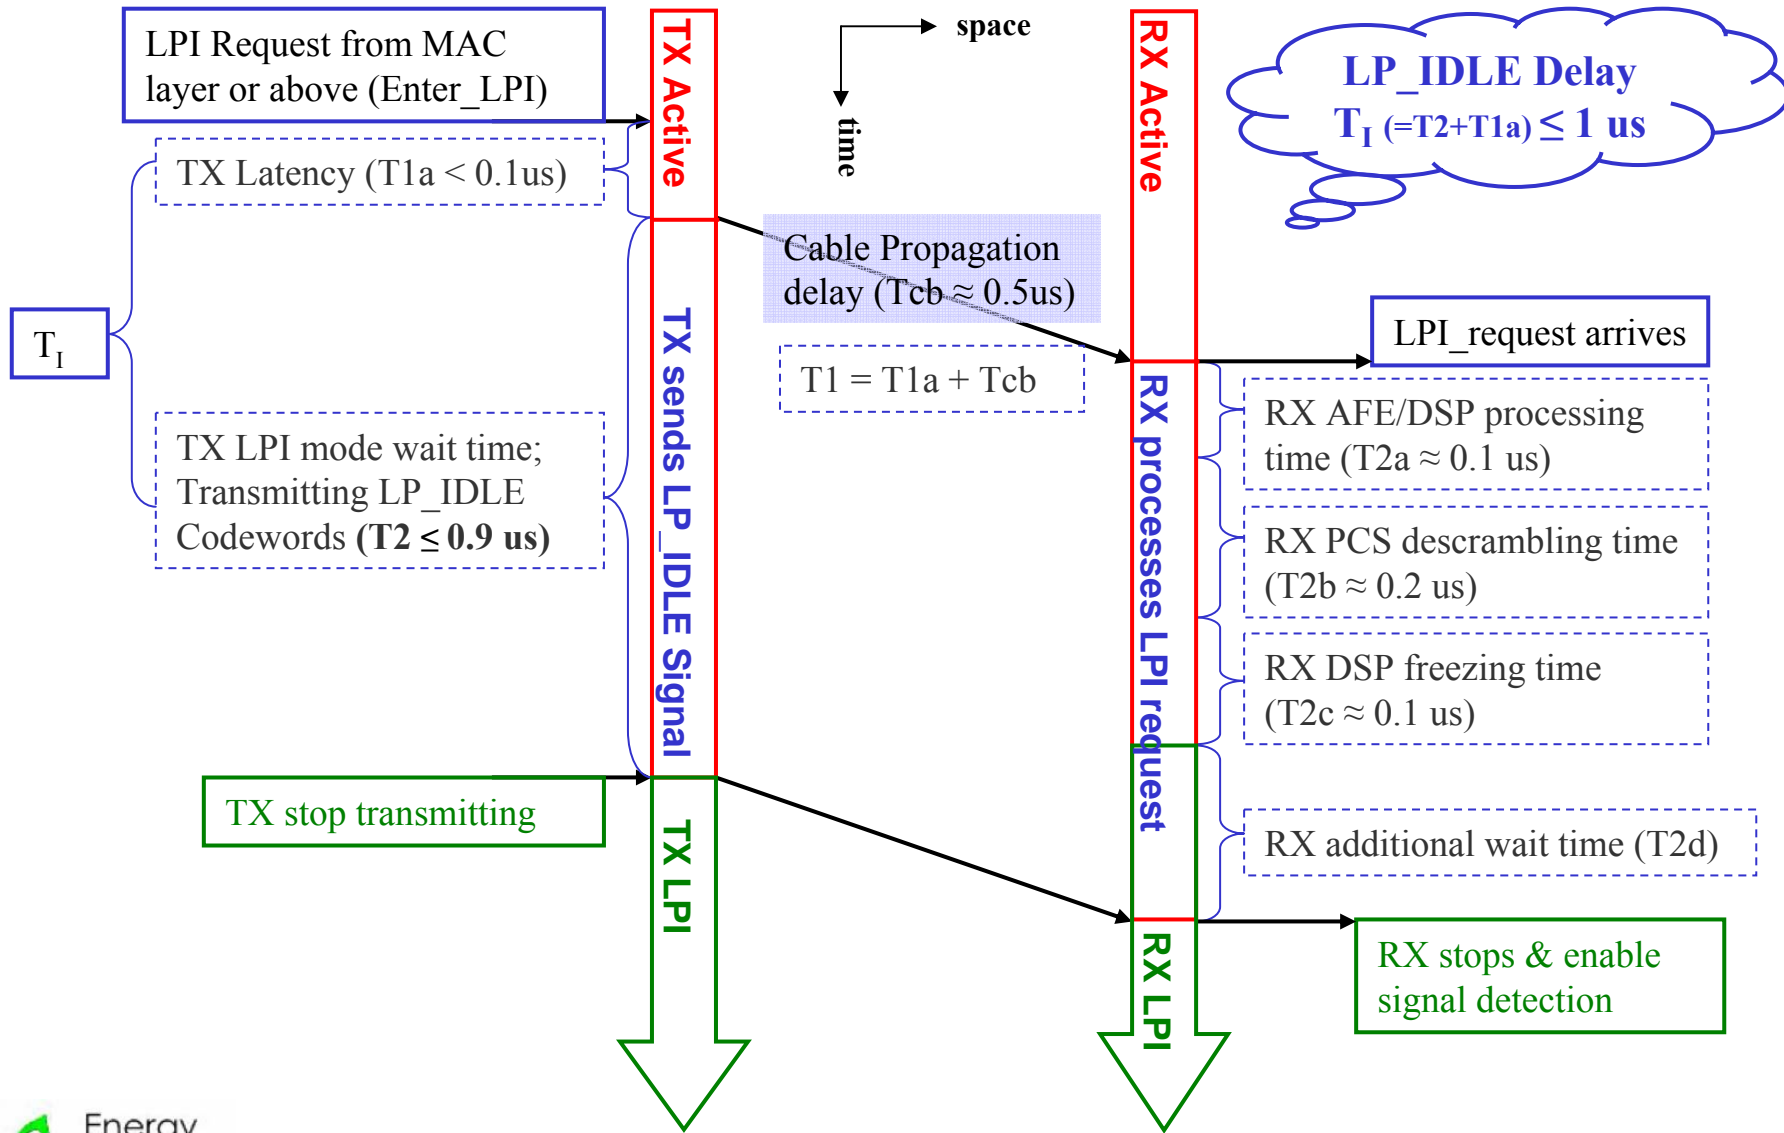 LPI Request from MAC
layer or above (Enter_LPI)
TX Latency (T1a < 0.1us)
T_I
TX LPI mode wait time;
Transmitting LP_IDLE
Codewords (T2 ≤ 0.9 us)
TX stop transmitting
TX Active
TX sends LP_IDLE Signal
TX LPI
space
time
Cable Propagation
delay (Tcb ≈ 0.5us)
T1 = T1a + Tcb
RX Active
RX processes LPI request
RX LPI
LP_IDLE Delay
T_I (=T2+T1a) ≤ 1 us
LPI_request arrives
RX AFE/DSP processing
time (T2a ≈ 0.1 us)
RX PCS descrambling time
(T2b ≈ 0.2 us)
RX DSP freezing time
(T2c ≈ 0.1 us)
RX additional wait time (T2d)
RX stops & enable
signal detection
Energy